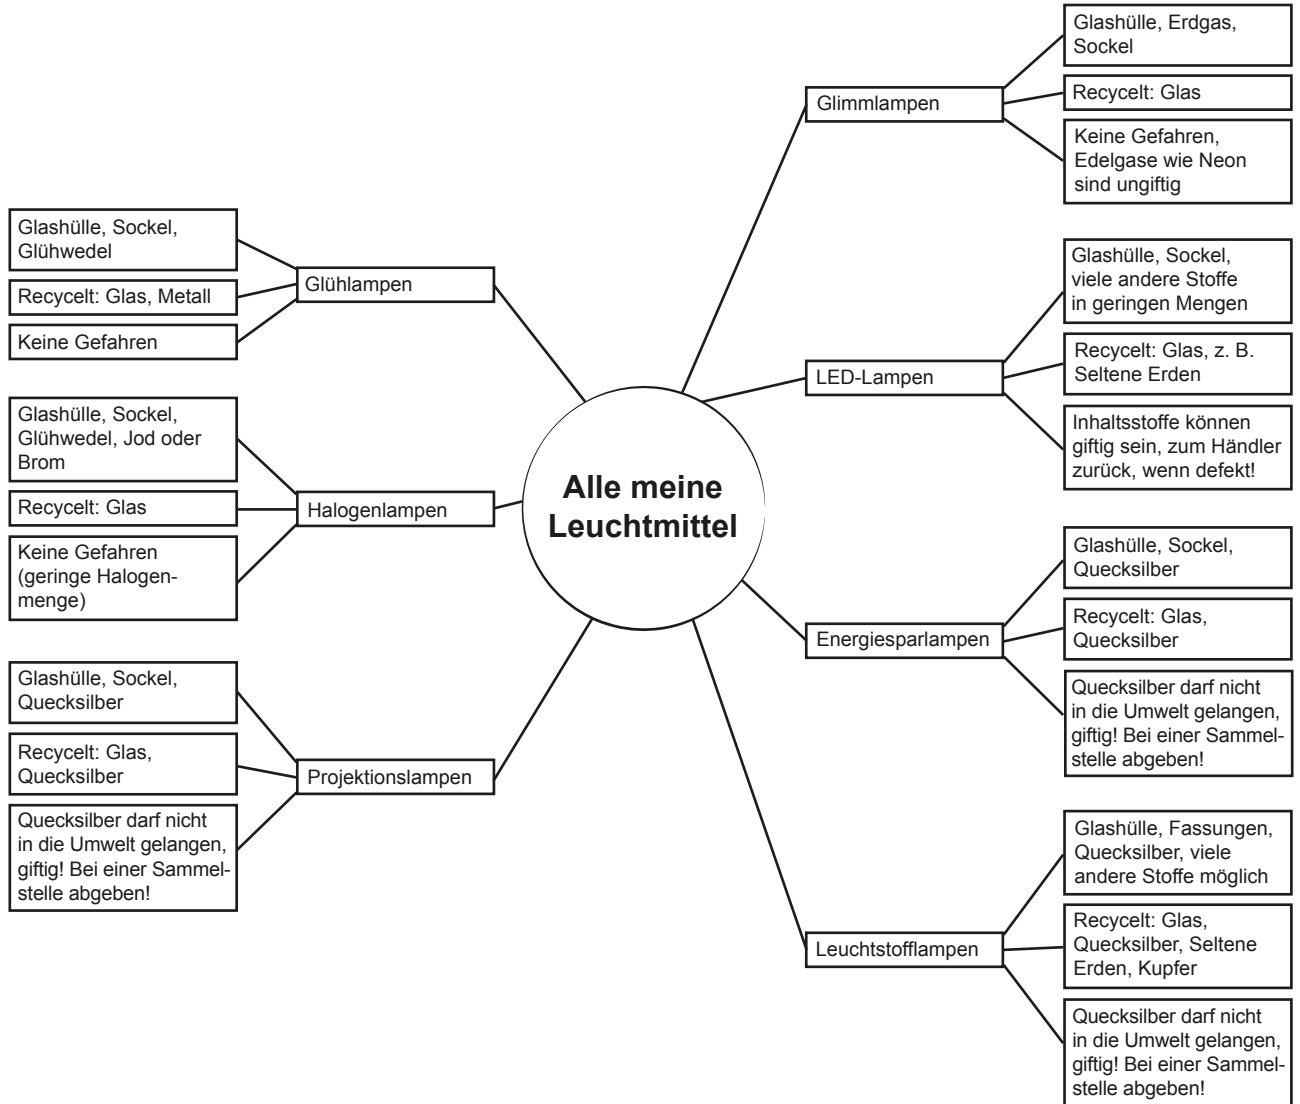 Alle meine
Leuchtmittel
Glühlampen
Glashülle, Sockel,
Glühwedel
Recycelt: Glas, Metall
Keine Gefahren
Halogenlampen
Glashülle, Sockel,
Glühwedel, Jod oder
Brom
Recycelt: Glas
Keine Gefahren
(geringe Halogen-
menge)
Projektionslampen
Glashülle, Sockel,
Quecksilber
Recycelt: Glas,
Quecksilber
Quecksilber darf nicht
in die Umwelt gelangen,
giftig! Bei einer Sammel-
stelle abgeben!
Glimmlampen
Glashülle, Erdgas,
Sockel
Recycelt: Glas
Keine Gefahren,
Edelgase wie Neon
sind ungiftig
LED-Lampen
Glashülle, Sockel,
viele andere Stoffe
in geringen Mengen
Recycelt: Glas, z. B.
Seltene Erden
Inhaltsstoffe können
giftig sein, zum Händler
zurück, wenn defekt!
Energiesparlampen
Glashülle, Sockel,
Quecksilber
Recycelt: Glas,
Quecksilber
Quecksilber darf nicht
in die Umwelt gelangen,
giftig! Bei einer Sammel-
stelle abgeben!
Leuchtstofflampen
Glashülle, Fassungen,
Quecksilber, viele
andere Stoffe möglich
Recycelt: Glas,
Quecksilber, Seltene
Erden, Kupfer
Quecksilber darf nicht
in die Umwelt gelangen,
giftig! Bei einer Sammel-
stelle abgeben!